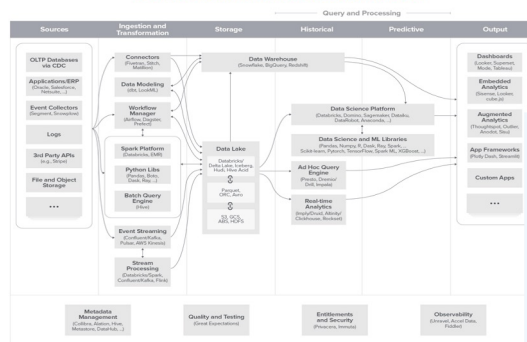 Query and Processing
Sources
Ingestion and
Transformation
Storage
Historical
Predictive
Output
OLTP Databases
via CDC
Applications/ERP
(Oracle, Salesforce,
Netsuite, ...)
Event Collectors
(Segment, Snowplow)
Logs
3rd Party APIs
(e.g., Stripe)
File and Object
Storage
Connectors
(Fivetran, Stitch,
Matillion)
Data Modeling
(dbt, LookML)
Workflow
Manager
(Airflow, Dagster,
Prefect)
Spark Platform
(Databricks, EMR)
Python Libs
(Pandas, Boto,
Dask, Ray, ...)
Batch Query
Engine
(Hive)
Event Streaming
(Confluent/Kafka,
Pulsar, AWS Kinesis)
Stream
Processing
(Databricks/Spark,
Confluent/Kafka, Flink)
Data Warehouse
(Snowflake, BigQuery, Redshift)
Data Lake
Databricks/
Delta Lake, Iceberg,
Hudi, Hive Acid
Parquet,
ORC, Avro
S3, GCS,
ABS, HDFS
Data Science Platform
(Databricks, Domino, Sagemaker, Dataiku,
DataRobot, Anaconda, ...)
Data Science and ML Libraries
(Pandas, Numpy, R, Dask, Ray, Spark,
Scikit-learn, Pytorch, TensorFlow, Spark ML, XGBoost, ...)
Ad Hoc Query
Engine
(Presto, Dremio/
Drill, Impala)
Real-time
Analytics
(Imply/Druid, Altinity/
Clickhouse, Rockset)
Dashboards
(Looker, Superset,
Mode, Tableau)
Embedded
Analytics
(Sisense, Looker,
cube.js)
Augmented
Analytics
(Thoughtspot, Outlier,
Anodot, Sisu)
App Frameworks
(Plotly Dash, Streamlit)
Custom Apps
Metadata
Management
(Collibra, Alation, Hive,
Metastore, DataHub, ...)
Quality and Testing
(Great Expectations)
Entitlements
and Security
(Privacera, Immuta)
Observability
(Unravel, Accel Data,
Fiddler)